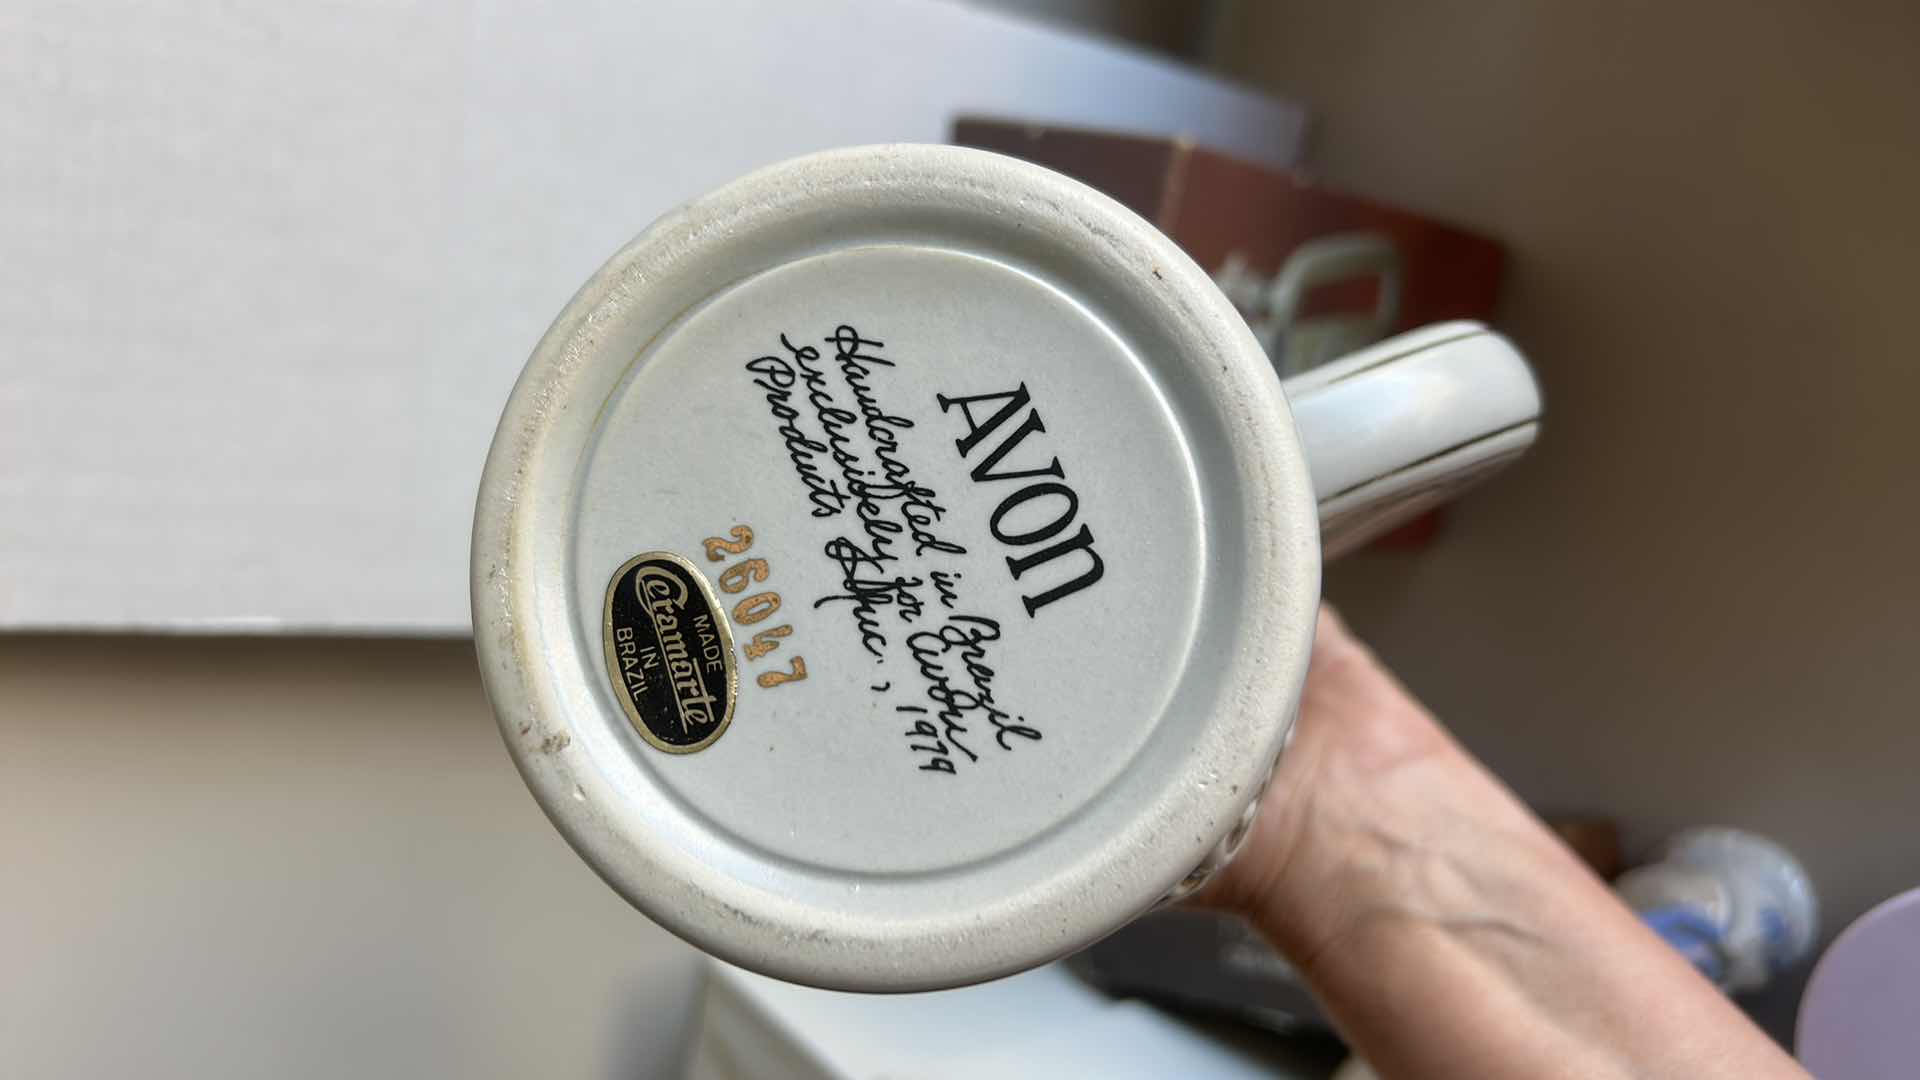 AVON
Handcrafted in Brazil
exclusively for Avon
Products, Inc., 1979
26047
MADE
Ceramarte
IN
BRAZIL